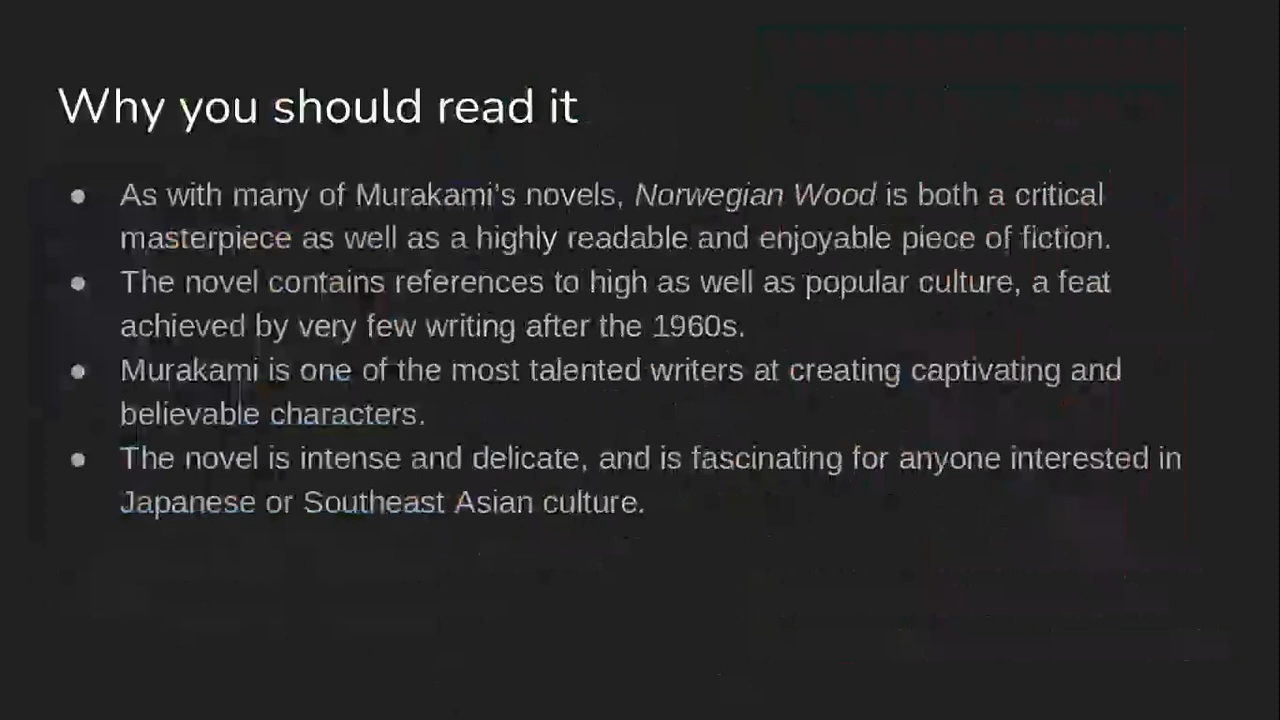 Why you should read it
● As with many of Murakami's novels, Norwegian Wood is both a critical
masterpiece as well as a highly readable and enjoyable piece of fiction.
● The novel contains references to high as well as popular culture, a feat
achieved by very few writing after the 1960s.
● Murakami is one of the most talented writers at creating captivating and
believable characters.
● The novel is intense and delicate, and is fascinating for anyone interested in
Japanese or Southeast Asian culture.